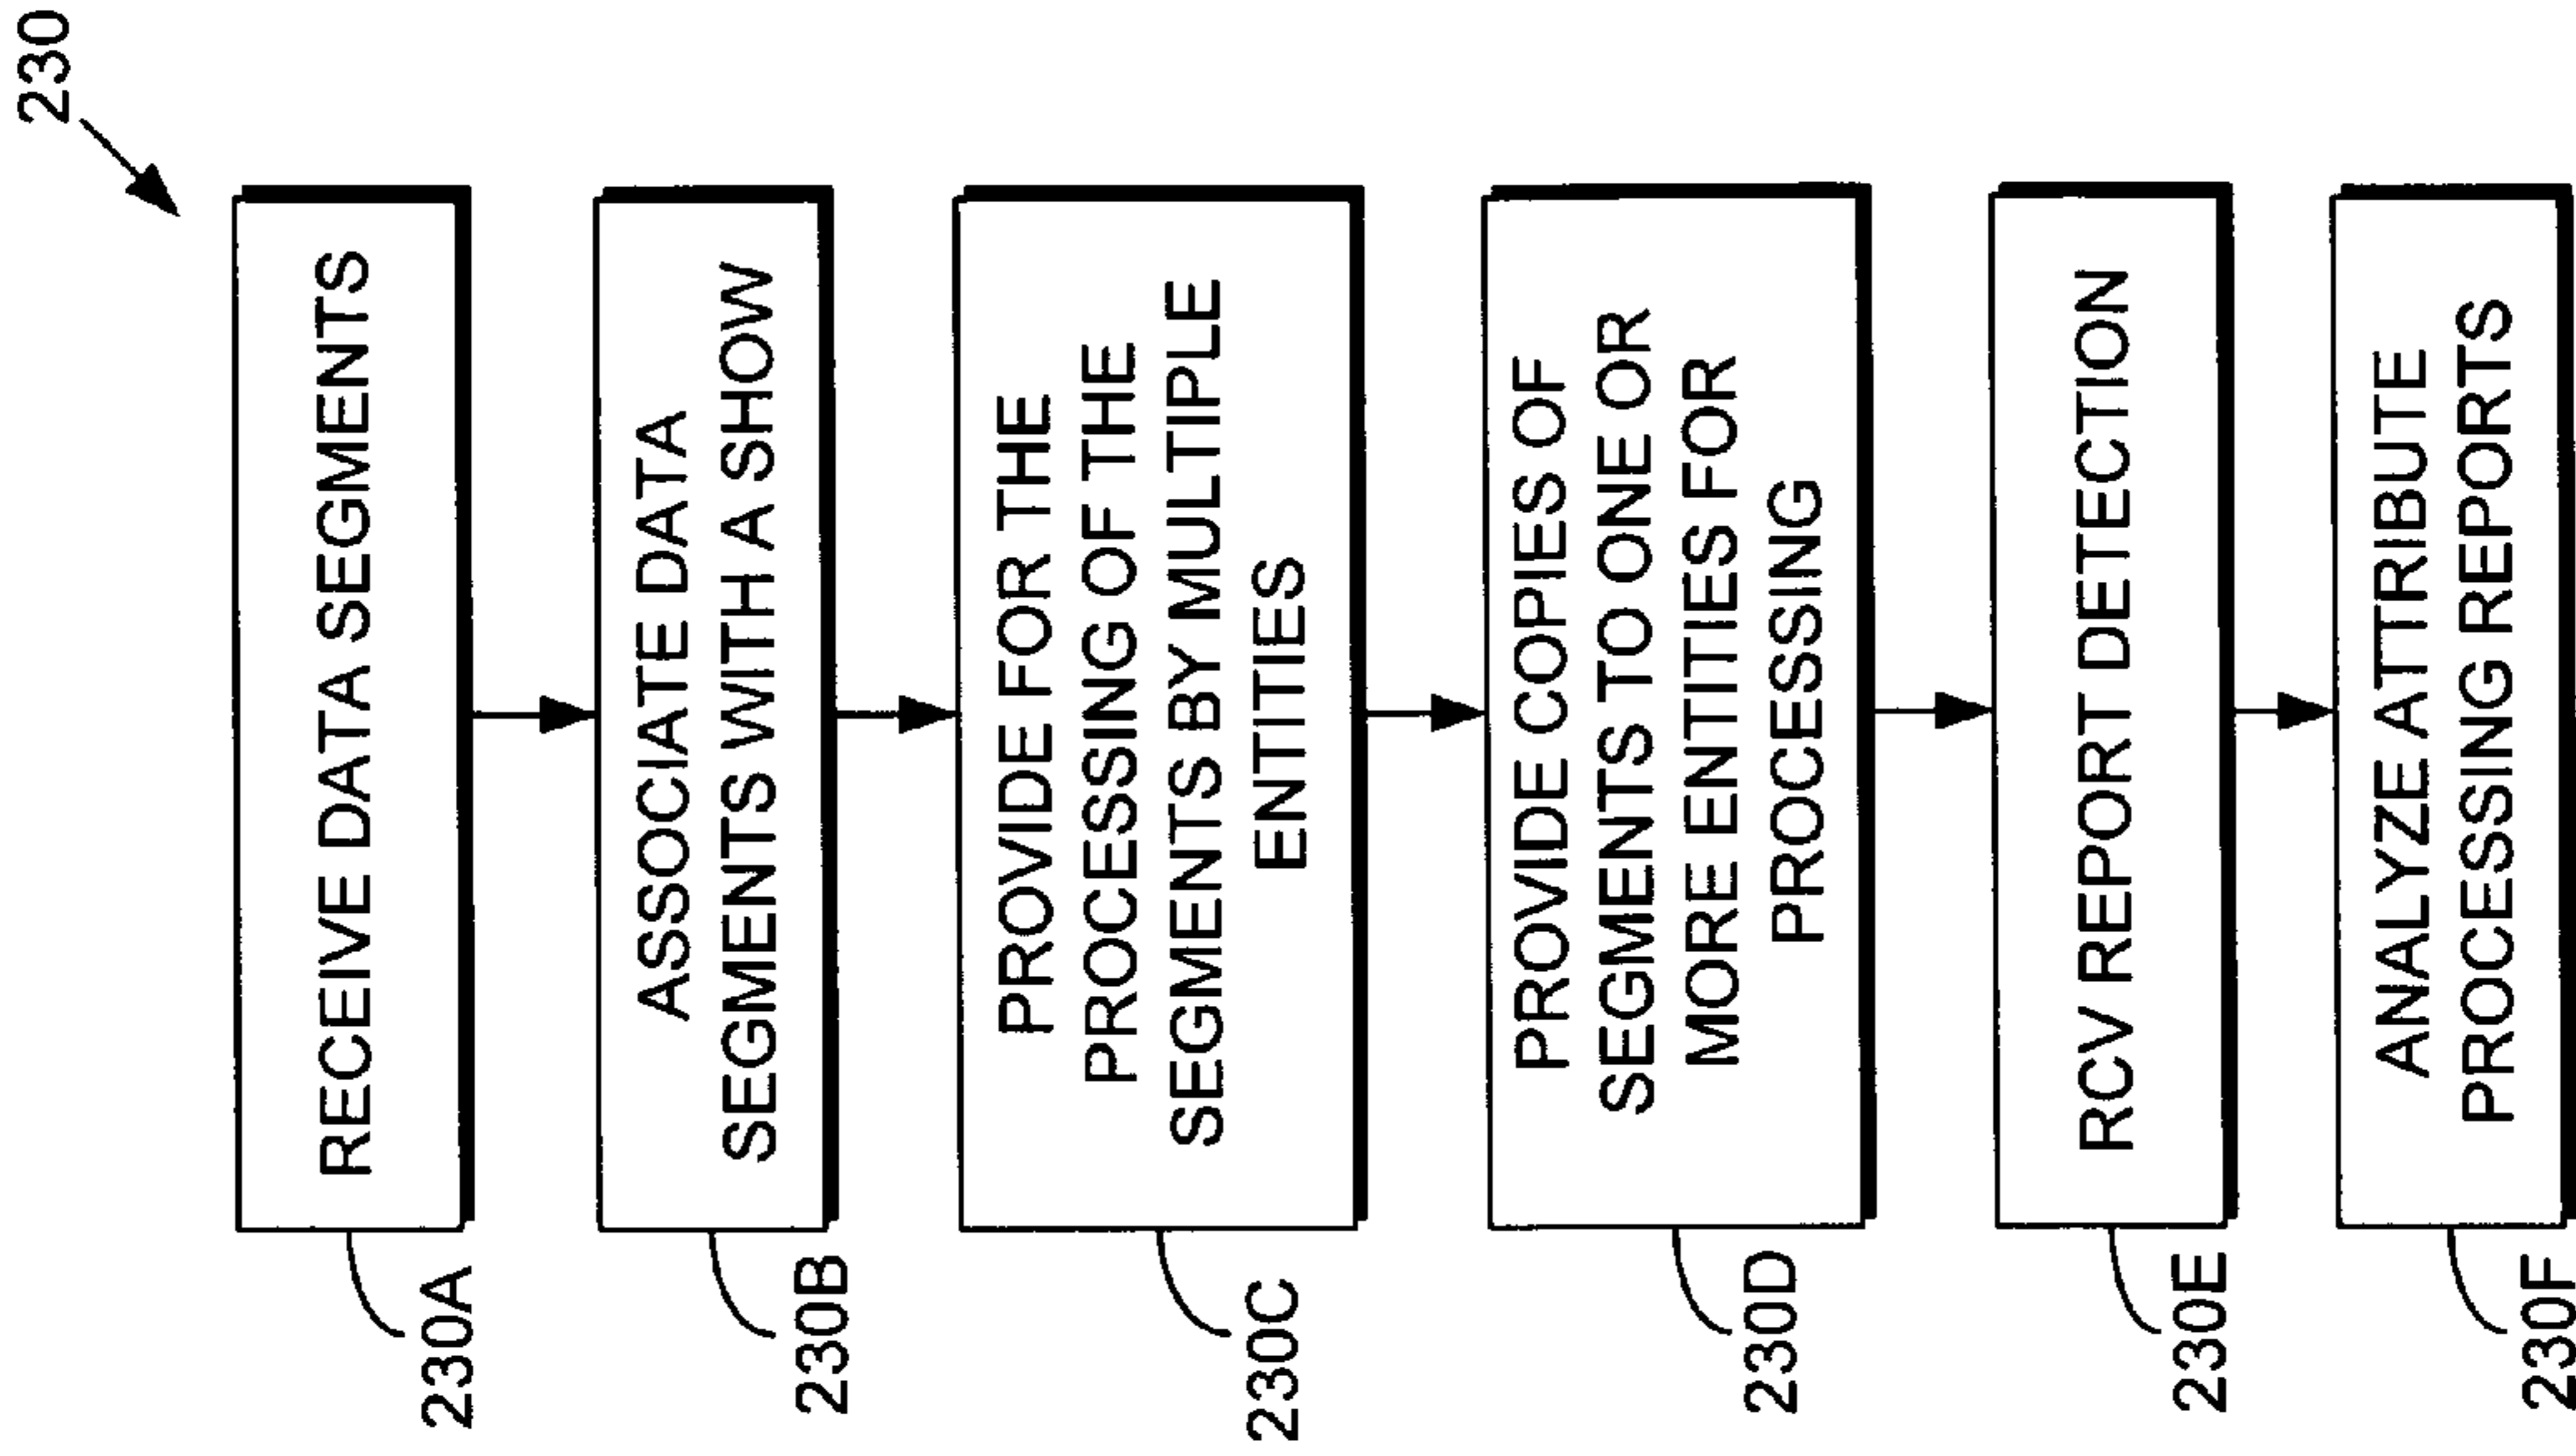 230
RECEIVE DATA SEGMENTS
230A
ASSOCIATE DATA
SEGMENTS WITH A SHOW
230B
PROVIDE FOR THE
PROCESSING OF THE
SEGMENTS BY MULTIPLE
ENTITIES
230C
PROVIDE COPIES OF
SEGMENTS TO ONE OR
MORE ENTITIES FOR
PROCESSING
230D
RCV REPORT DETECTION
230E
ANALYZE ATTRIBUTE
PROCESSING REPORTS
230F